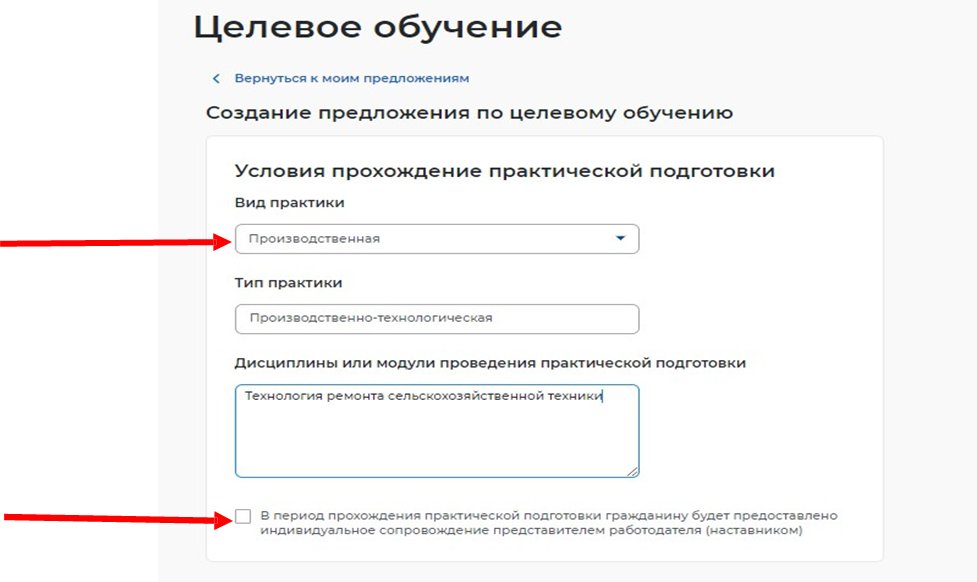 Целевое обучение
Вернуться к моим предложениям
Создание предложения по целевому обучению
Условия прохождение практической подготовки
Вид практики
Производственная
Тип практики
Производственно-технологическая
Дисциплины или модули проведения практической подготовки
Технология ремонта сельскохозяйственной техники
В период прохождения практической подготовки гражданину будет предоставлено
индивидуальное сопровождение представителем работодателя (наставником)